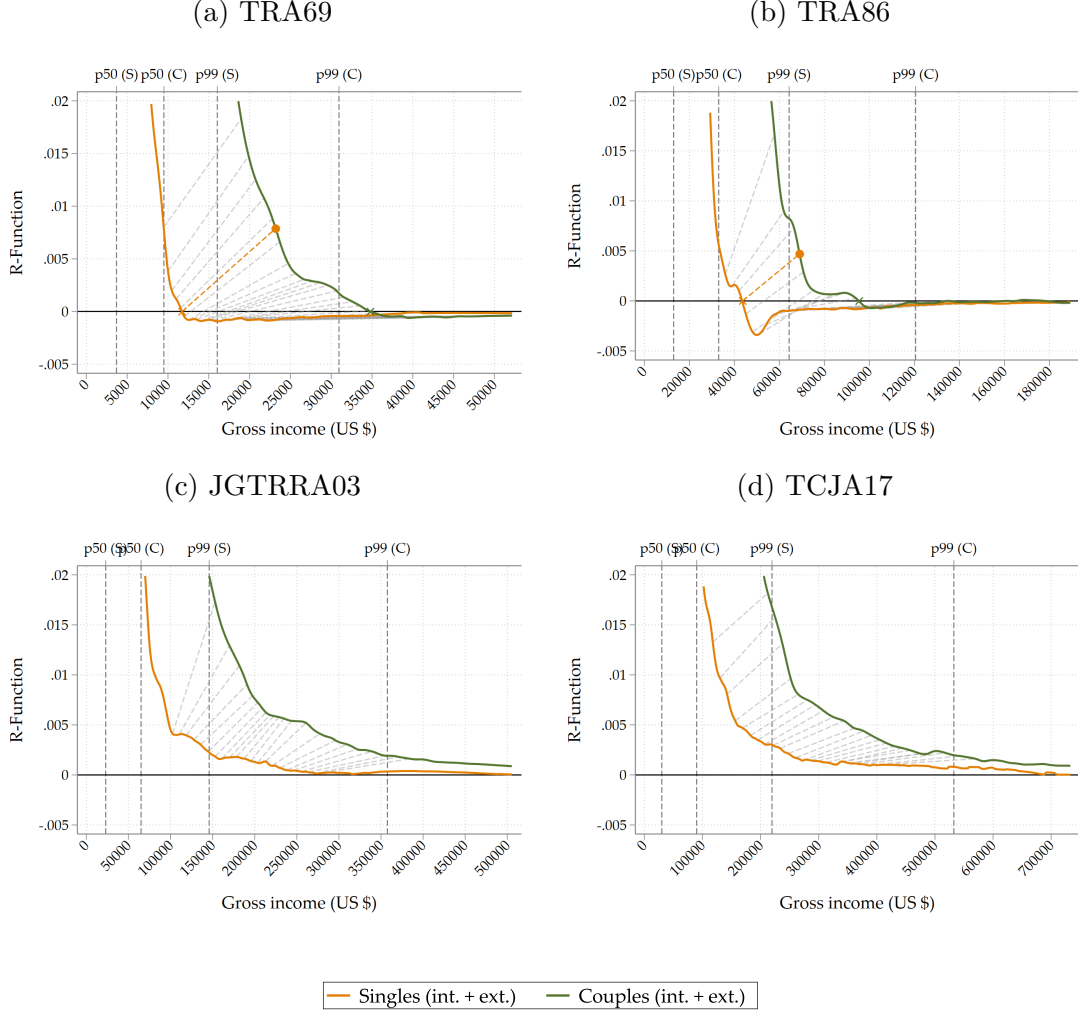 (a) TRA69
(b) TRA86
p50 (S) p50 (C) p99 (S) p99 (C)
p50 (S) p50 (C) p99 (S) p99 (C)
.02
.015
.01
.005
0
-.005
R-Function
0 5000 10000 15000 20000 25000 30000 35000 40000 45000 50000
Gross income (US $)
.02
.015
.01
.005
0
-.005
R-Function
0 20000 40000 60000 80000 100000 120000 140000 160000 180000
Gross income (US $)
(c) JGTRRA03
(d) TCJA17
p50 (S) p50 (C) p99 (S) p99 (C)
p50 (S) p50 (C) p99 (S) p99 (C)
.02
.015
.01
.005
0
-.005
R-Function
0 50000 100000 150000 200000 250000 300000 350000 400000 450000 500000
Gross income (US $)
.02
.015
.01
.005
0
-.005
R-Function
0 100000 200000 300000 400000 500000 600000 700000
Gross income (US $)
Singles (int. + ext.) Couples (int. + ext.)